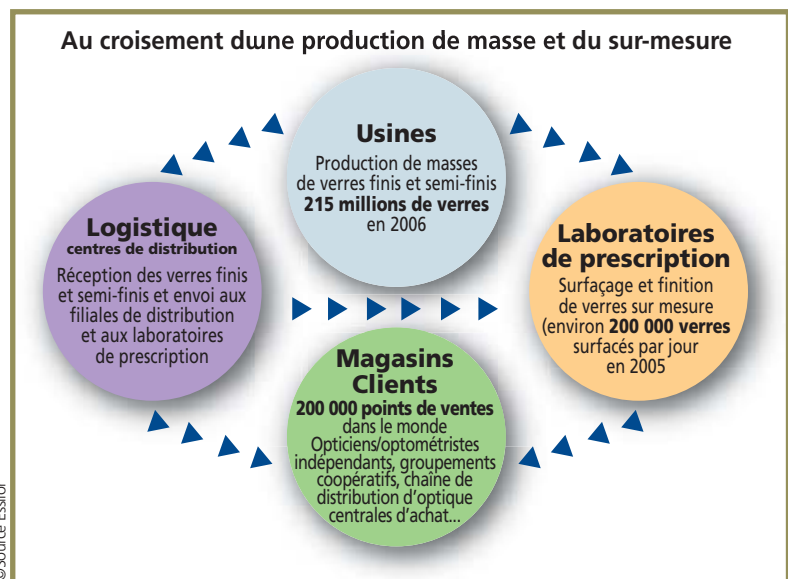 Au croisement dune production de masse et du sur-mesure
Usines
Production de masses
de verres finis et semi-finis
215 millions de verres
en 2006
Logistique
centres de distribution
Réception des verres finis
et semi-finis et envoi aux
filiales de distribution
et aux laboratoires
de prescription
Laboratoires
de prescription
Surfaçage et finition
de verres sur mesure
(environ 200 000 verres
surfacés par jour
en 2005
Magasins
Clients
200 000 points de ventes
dans le monde
Opticiens/optométristes
indépendants, groupements
coopératifs, chaîne de
distribution d'optique
centrales d'achat...
©Source Essilor